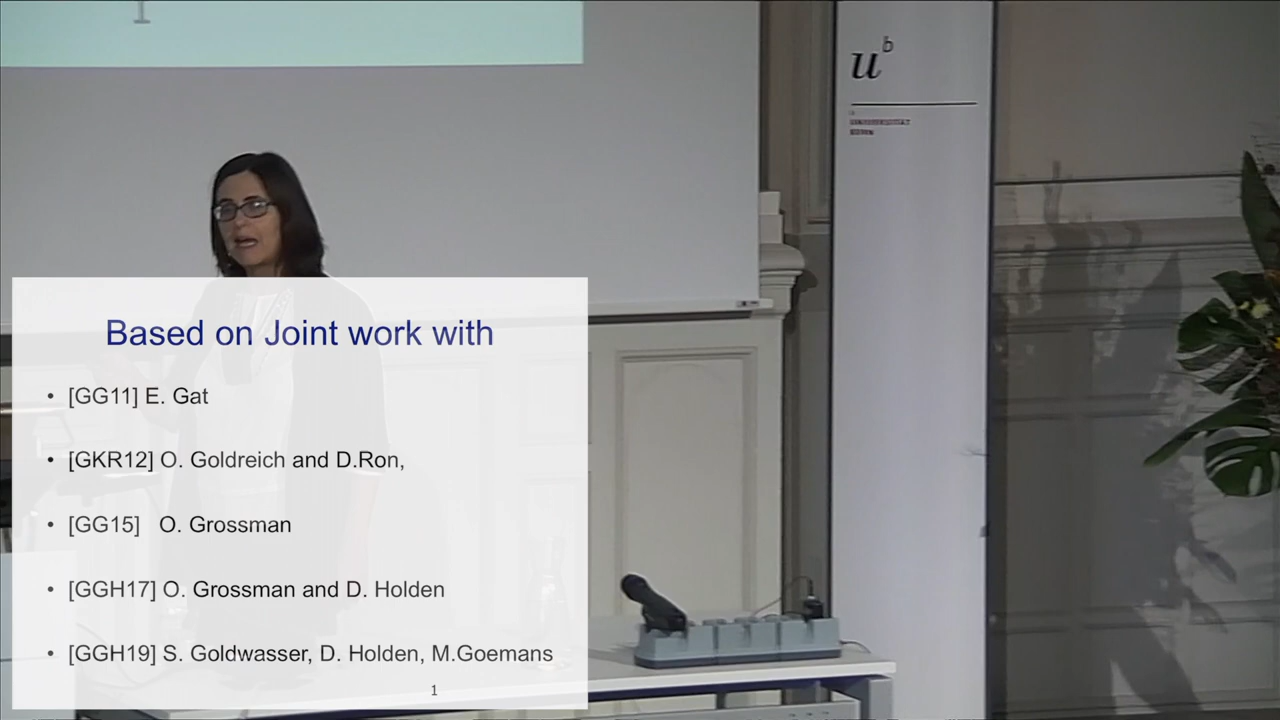 u
b
Based on Joint work with
• [GG11] E. Gat
• [GKR12] O. Goldreich and D.Ron,
• [GG15] O. Grossman
• [GGH17] O. Grossman and D. Holden
• [GGH19] S. Goldwasser, D. Holden, M.Goemans
1